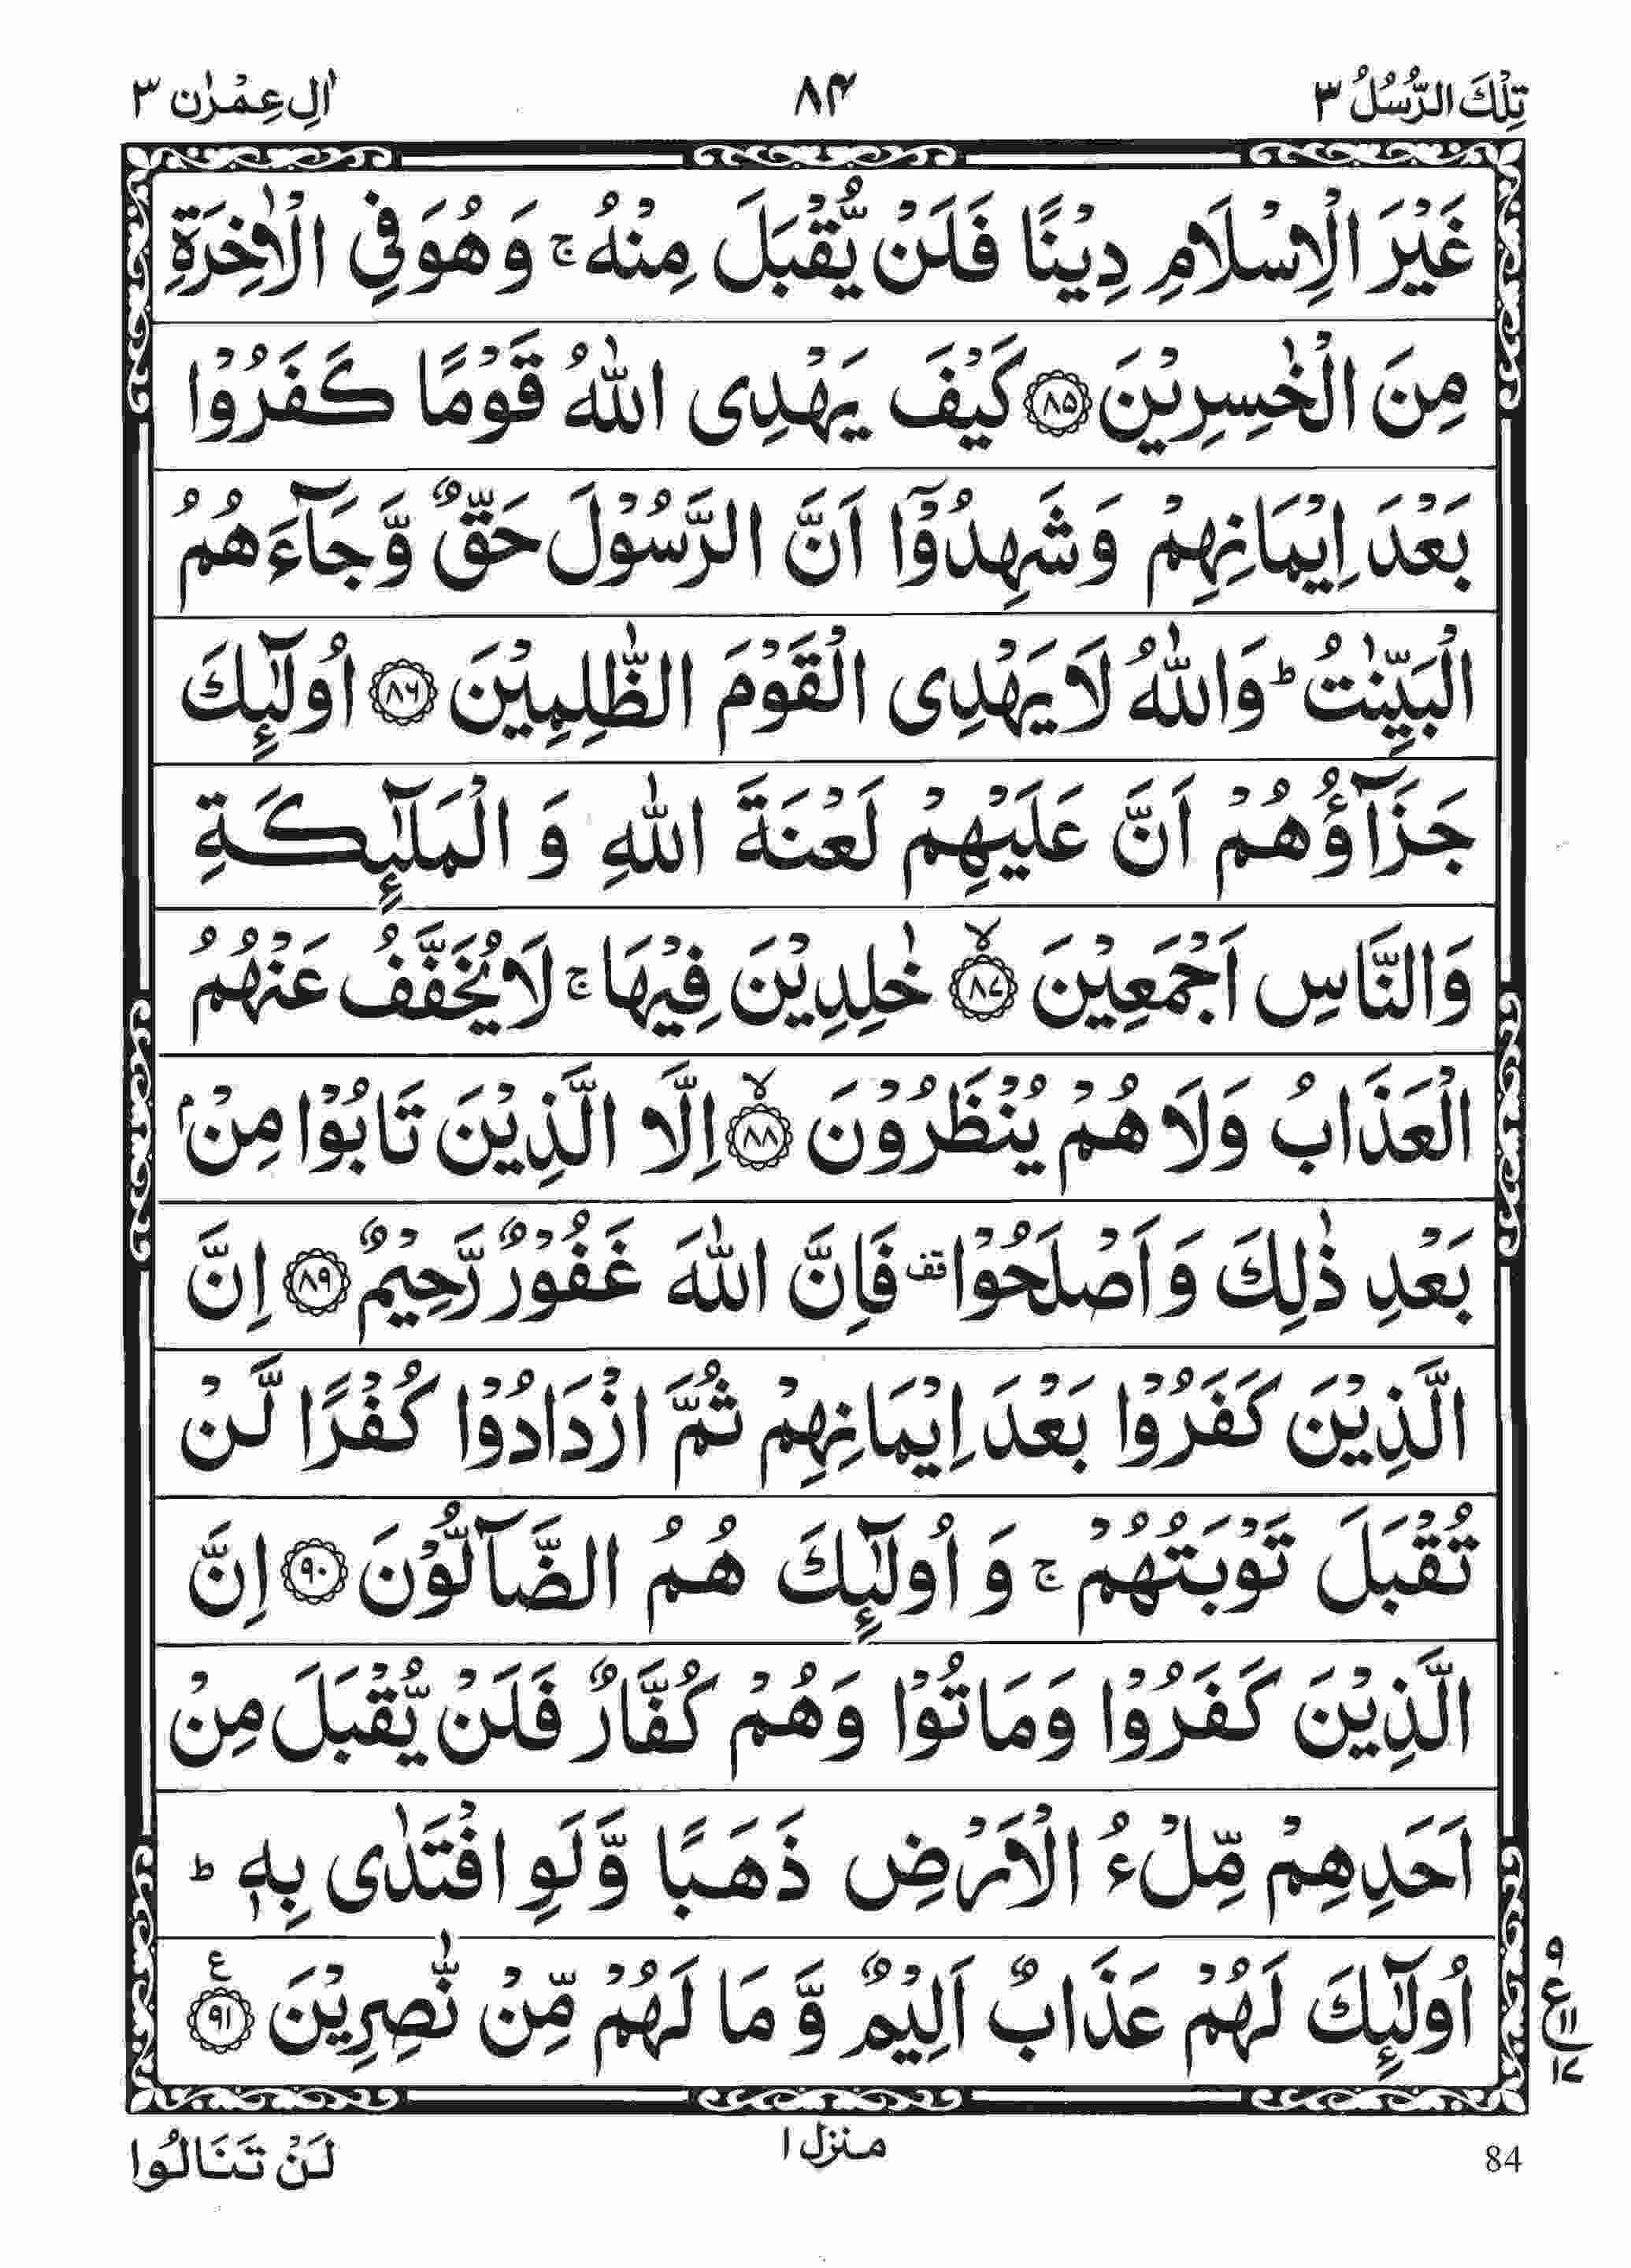 تِلْكَ الرُّسُلُ ٣
٨٤
اٰلِ عِمْرٰن ٣
غَيْرَ الْاِسْلَامِ دِيْنًا فَلَنْ يُّقْبَلَ مِنْهُ ۚ وَهُوَ فِى الْاٰخِرَةِ
مِنَ الْخٰسِرِيْنَ ﴿٨٥﴾ كَيْفَ يَهْدِى اللّٰهُ قَوْمًا كَفَرُوْا
بَعْدَ اِيْمَانِهِمْ وَشَهِدُوْٓا اَنَّ الرَّسُوْلَ حَقٌّ وَّجَآءَهُمُ
الْبَيِّنٰتُ ؕ وَاللّٰهُ لَا يَهْدِى الْقَوْمَ الظّٰلِمِيْنَ ﴿٨٦﴾ اُولٰٓئِكَ
جَزَآؤُهُمْ اَنَّ عَلَيْهِمْ لَعْنَةَ اللّٰهِ وَ الْمَلٰٓئِكَةِ
وَالنَّاسِ اَجْمَعِيْنَ ۙ﴿٨٧﴾ خٰلِدِيْنَ فِيْهَا ۚ لَا يُخَفَّفُ عَنْهُمُ
الْعَذَابُ وَلَا هُمْ يُنْظَرُوْنَ ۙ﴿٨٨﴾ اِلَّا الَّذِيْنَ تَابُوْا مِنْۢ
بَعْدِ ذٰلِكَ وَاَصْلَحُوْا قف فَاِنَّ اللّٰهَ غَفُوْرٌ رَّحِيْمٌ ﴿٨٩﴾ اِنَّ
الَّذِيْنَ كَفَرُوْا بَعْدَ اِيْمَانِهِمْ ثُمَّ ازْدَادُوْا كُفْرًا لَّنْ
تُقْبَلَ تَوْبَتُهُمْ ۚ وَ اُولٰٓئِكَ هُمُ الضَّآلُّوْنَ ﴿٩٠﴾ اِنَّ
الَّذِيْنَ كَفَرُوْا وَمَاتُوْا وَهُمْ كُفَّارٌ فَلَنْ يُّقْبَلَ مِنْ
اَحَدِهِمْ مِّلْءُ الْاَرْضِ ذَهَبًا وَّلَوِ افْتَدٰى بِهٖ ؕ
اُولٰٓئِكَ لَهُمْ عَذَابٌ اَلِيْمٌ وَّ مَا لَهُمْ مِّنْ نّٰصِرِيْنَ ﴿٩١﴾ ع
٩
ع ١١
١٧
84
منزل ١
لَنْ تَنَالُوا